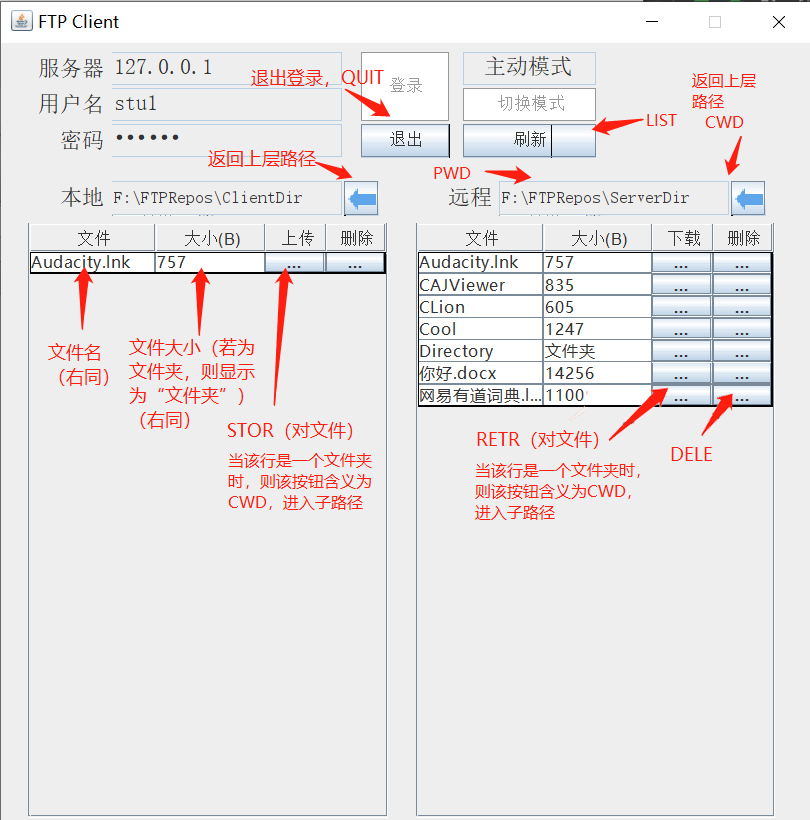 FTP Client
服务器 127.0.0.1
退出登录，QUIT
登录
主动模式
返回上层
路径
CWD
用户名 stu1
切换模式
LIST
密码 ••••••
退出
刷新
返回上层路径
PWD
本地 F:\FTPRepos\ClientDir
远程 F:\FTPRepos\ServerDir
文件 大小(B) 上传 删除
Audacity.lnk 757 ... ...
文件 大小(B) 下载 删除
Audacity.lnk 757 ... ...
CAJViewer 835 ... ...
CLion 605 ... ...
Cool 1247 ... ...
Directory 文件夹 ... ...
你好.docx 14256 ... ...
网易有道词典.l... 1100 ... ...
文件名
（右同）
文件大小（若为
文件夹，则显示
为“文件夹”）
（右同）
STOR（对文件）
当该行是一个文件夹
时，则该按钮含义为
CWD，进入子路径
RETR（对文件）
当该行是一个文件夹时，
则该按钮含义为CWD，
进入子路径
DELE